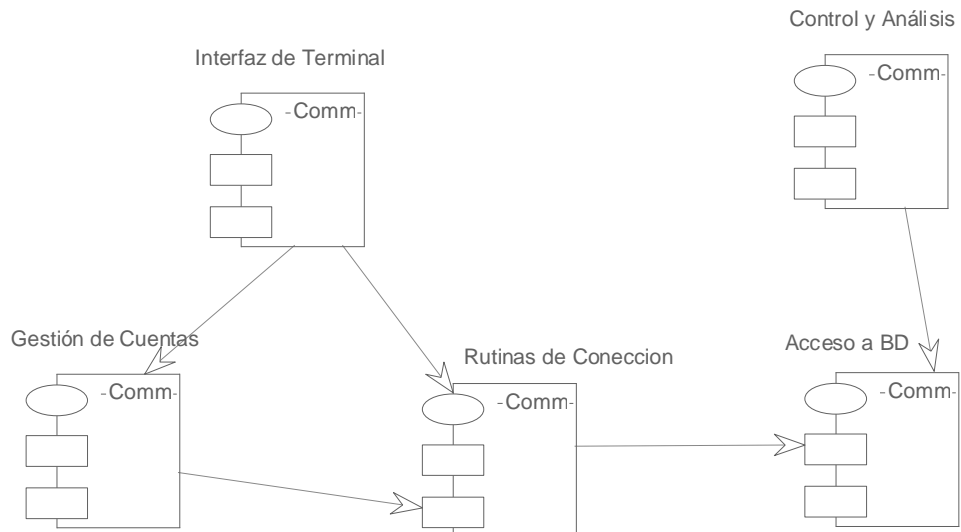 Control y Análisis
Interfaz de Terminal
-Comm-
-Comm-
Gestión de Cuentas
Rutinas de Coneccion
Acceso a BD
-Comm-
-Comm-
-Comm-